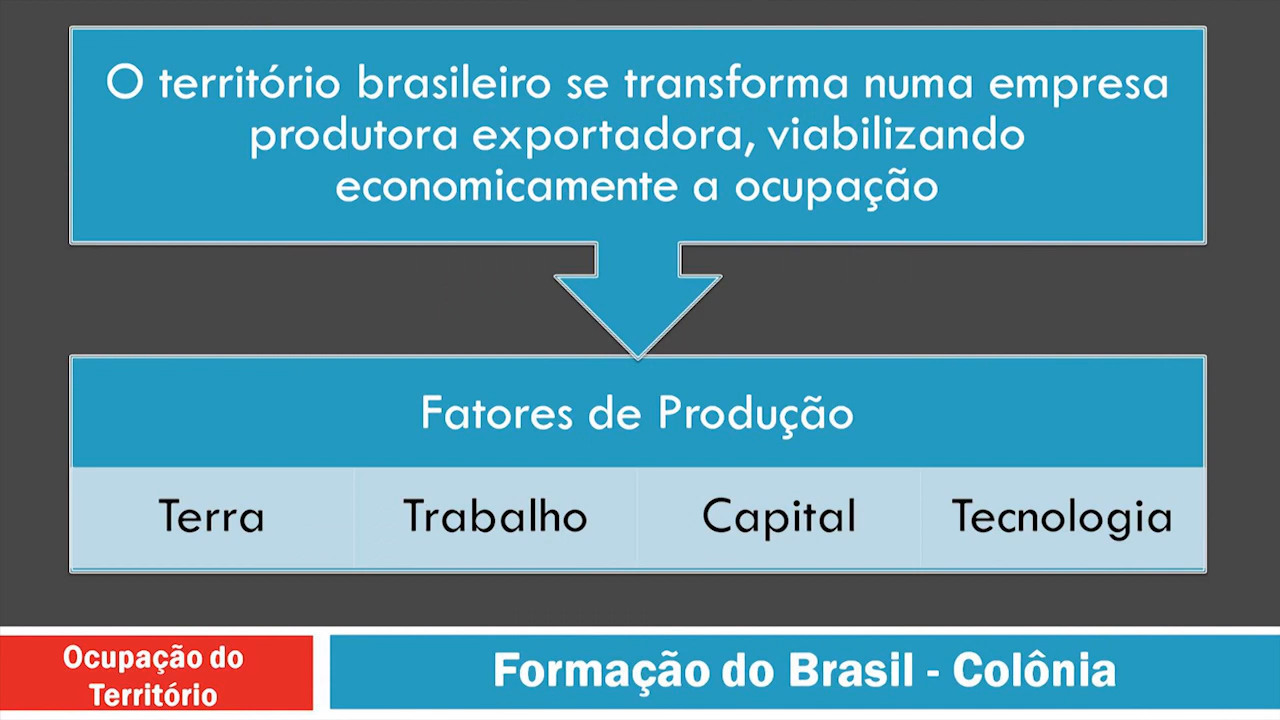 O território brasileiro se transforma numa empresa
produtora exportadora, viabilizando
economicamente a ocupação
Fatores de Produção
Terra
Trabalho
Capital
Tecnologia
Ocupação do
Território
Formação do Brasil - Colônia